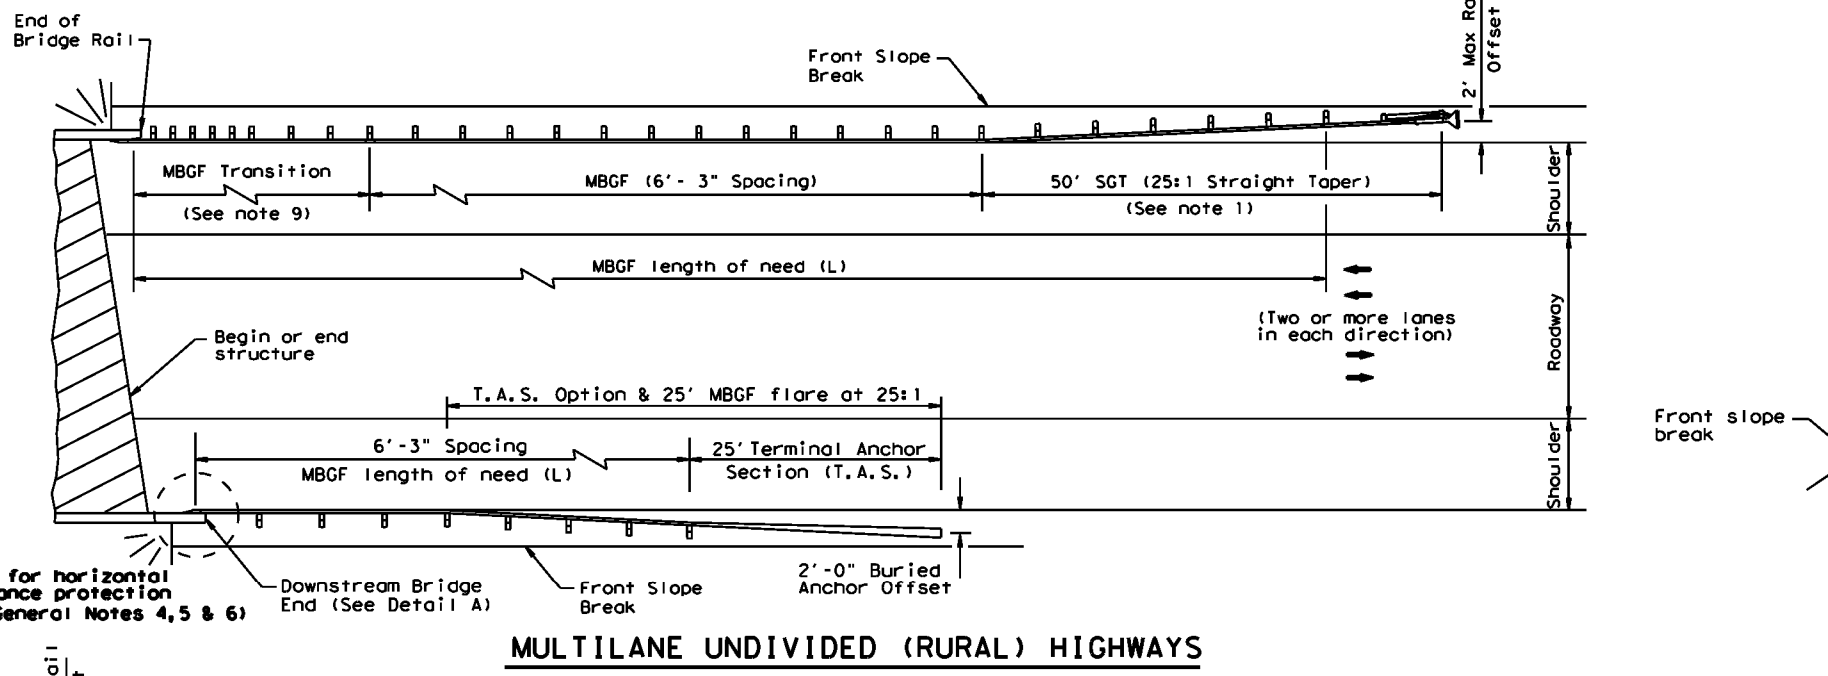 End of
Bridge Rail
Front Slope
Break
2' Max
Offset
MBGF Transition
(See note 9)
MBGF (6'- 3" Spacing)
50' SGT (25:1 Straight Taper)
(See note 1)
Shoulder
MBGF length of need (L)
(Two or more lanes
in each direction)
Roadway
Begin or end
structure
T.A.S. Option & 25' MBGF flare at 25:1
6'-3" Spacing
MBGF length of need (L)
25' Terminal Anchor
Section (T.A.S.)
Shoulder
Front slope
break
for horizontal
protection
General Notes 4,5 & 6)
Downstream Bridge
End (See Detail A)
Front Slope
Break
2'-0" Buried
Anchor Offset
MULTILANE UNDIVIDED (RURAL) HIGHWAYS